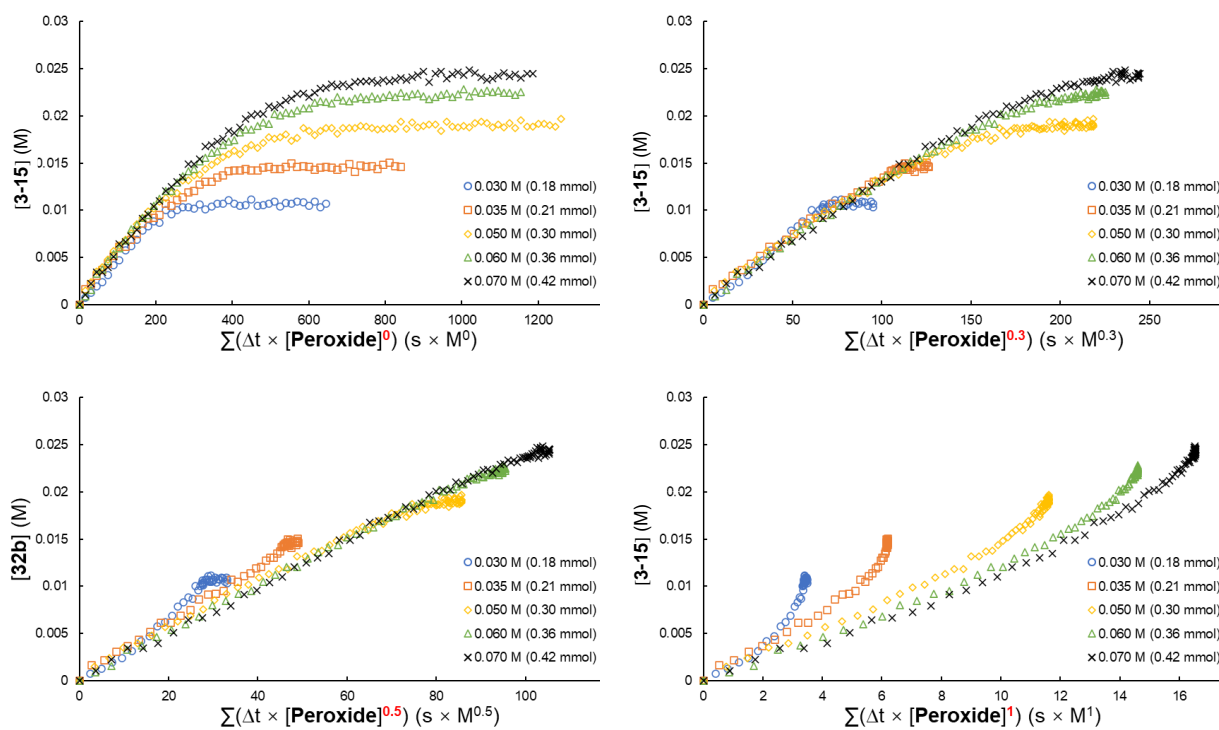 0.03
0.025
0.02
0.015
0.01
0.005
0
[3-15] (M)
0.030 M (0.18 mmol)
0.035 M (0.21 mmol)
0.050 M (0.30 mmol)
0.060 M (0.36 mmol)
0.070 M (0.42 mmol)
0 200 400 600 800 1000 1200
∑(Δt × [Peroxide]⁰) (s × M⁰)
0.03
0.025
0.02
0.015
0.01
0.005
0
[3-15] (M)
0.030 M (0.18 mmol)
0.035 M (0.21 mmol)
0.050 M (0.30 mmol)
0.060 M (0.36 mmol)
0.070 M (0.42 mmol)
0 50 100 150 200 250
∑(Δt × [Peroxide]⁰·³) (s × M⁰·³)
0.03
0.025
0.02
0.015
0.01
0.005
0
[32b] (M)
0.030 M (0.18 mmol)
0.035 M (0.21 mmol)
0.050 M (0.30 mmol)
0.060 M (0.36 mmol)
0.070 M (0.42 mmol)
0 20 40 60 80 100
∑(Δt × [Peroxide]⁰·⁵) (s × M⁰·⁵)
0.03
0.025
0.02
0.015
0.01
0.005
0
[3-15] (M)
0.030 M (0.18 mmol)
0.035 M (0.21 mmol)
0.050 M (0.30 mmol)
0.060 M (0.36 mmol)
0.070 M (0.42 mmol)
0 2 4 6 8 10 12 14 16
∑(Δt × [Peroxide]¹) (s × M¹)